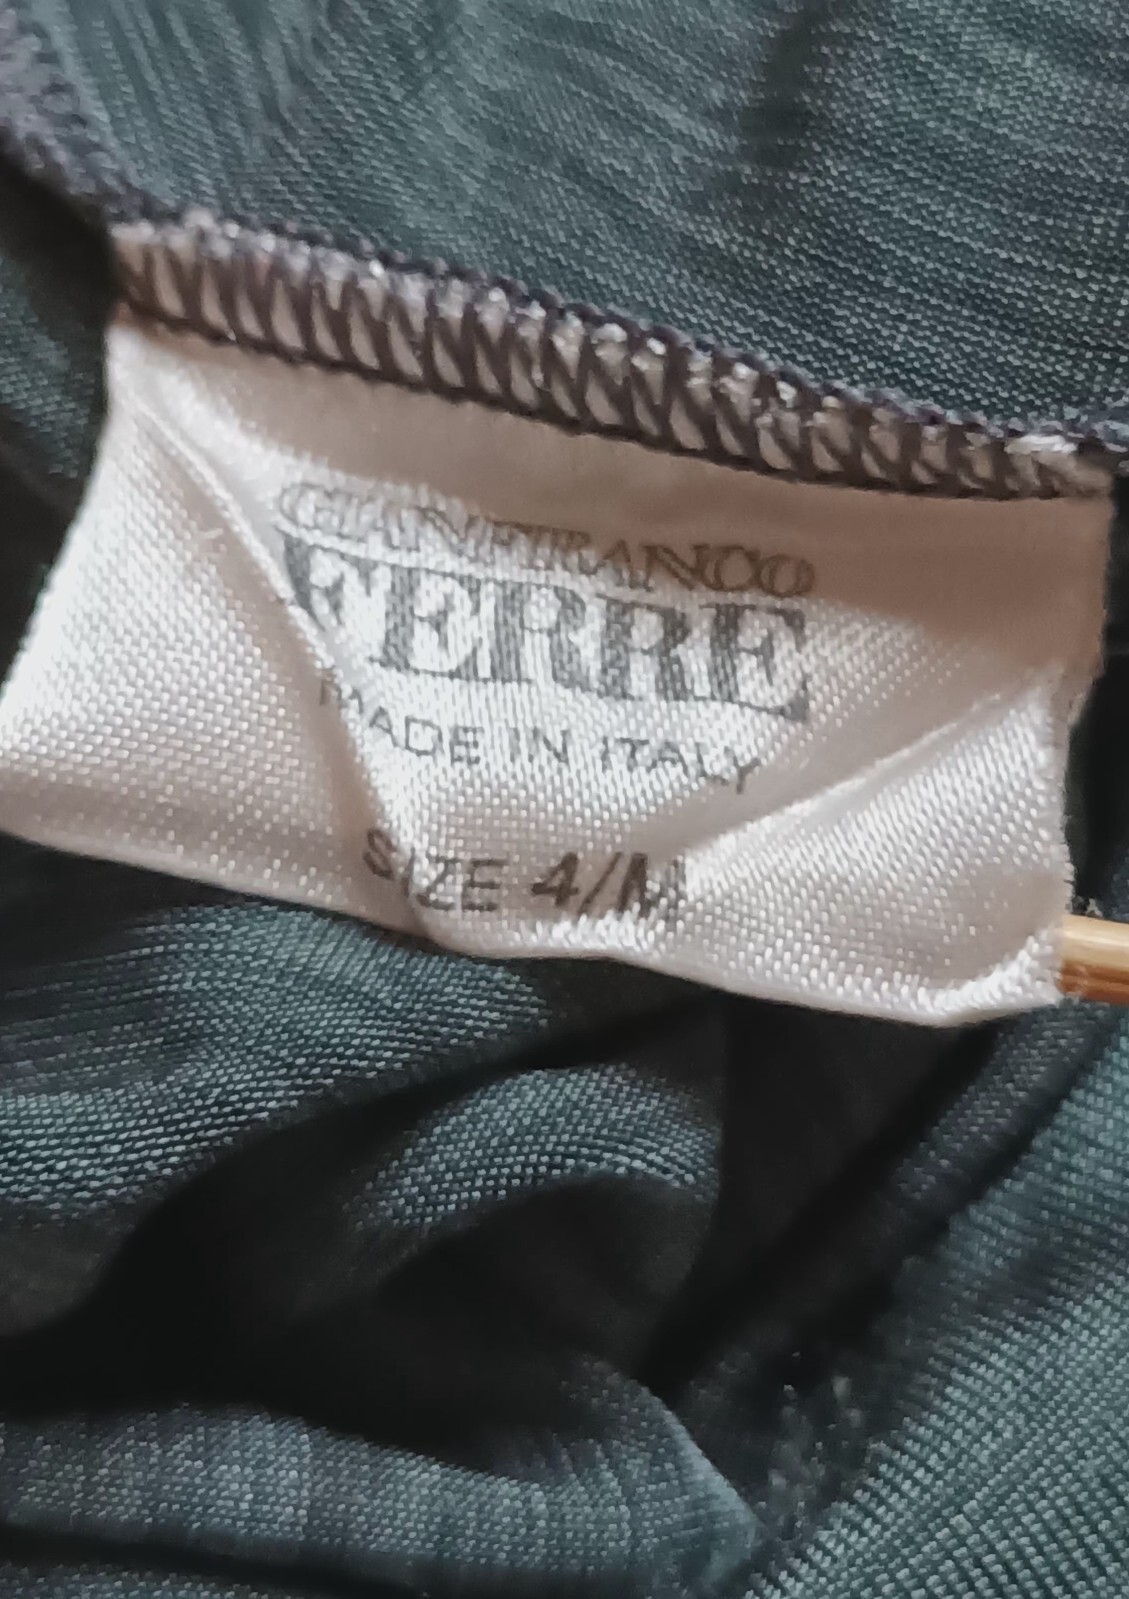 GIANFRANCO
FERRE
MADE IN ITALY
SIZE 4/M